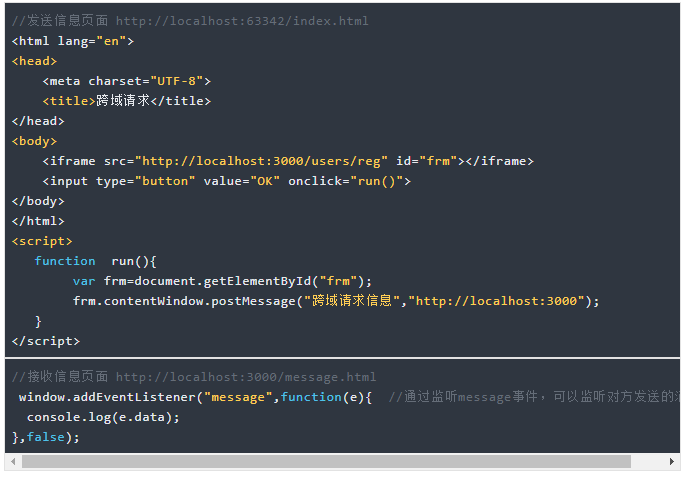 //发送信息页面 http://localhost:63342/index.html
<html lang="en">
<head>
    <meta charset="UTF-8">
    <title>跨域请求</title>
</head>
<body>
    <iframe src="http://localhost:3000/users/reg" id="frm"></iframe>
    <input type="button" value="OK" onclick="run()">
</body>
</html>
<script>
   function  run(){
        var frm=document.getElementById("frm");
        frm.contentWindow.postMessage("跨域请求信息","http://localhost:3000");
   }
</script>
//接收信息页面 http://localhost:3000/message.html
 window.addEventListener("message",function(e){  //通过监听message事件，可以监听对方发送的
  console.log(e.data);
},false);